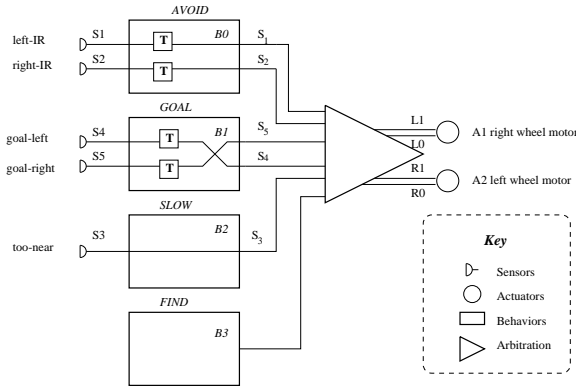 AVOID
left-IR S1 T B0 S1
right-IR S2 T S2
GOAL
goal-left S4 T B1 S5
goal-right S5 T S4
SLOW
too-near S3 B2 S3
FIND
B3
L1
L0
A1 right wheel motor
R1
R0
A2 left wheel motor
Key
Sensors
Actuators
Behaviors
Arbitration